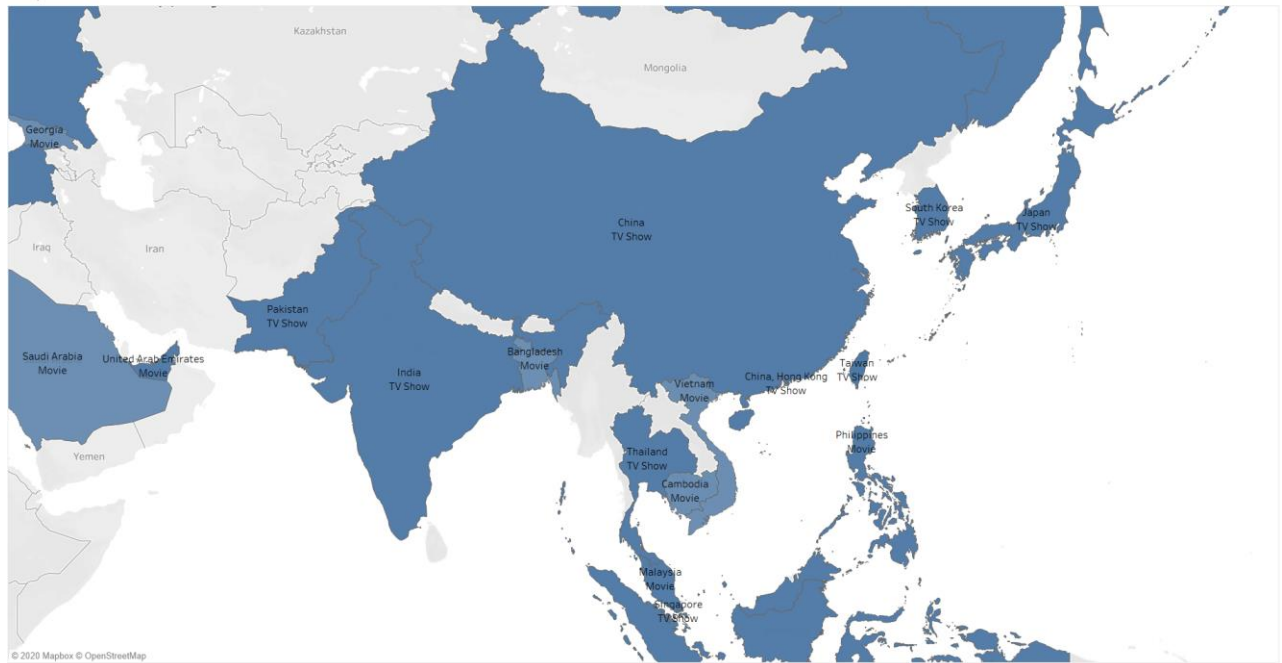 Kazakhstan
Mongolia
Georgia
Movie
South Korea
TV Show
Japan
TV Show
China
TV Show
Iraq
Iran
Pakistan
TV Show
Saudi Arabia
Movie
United Arab Emirates
Movie
India
TV Show
Bangladesh
Movie
Vietnam
Movie
China, Hong Kong
TV Show
Taiwan
TV Show
Yemen
Thailand
TV Show
Philippines
Movie
Cambodia
Movie
Malaysia
Movie
Singapore
TV Show
© 2020 Mapbox © OpenStreetMap